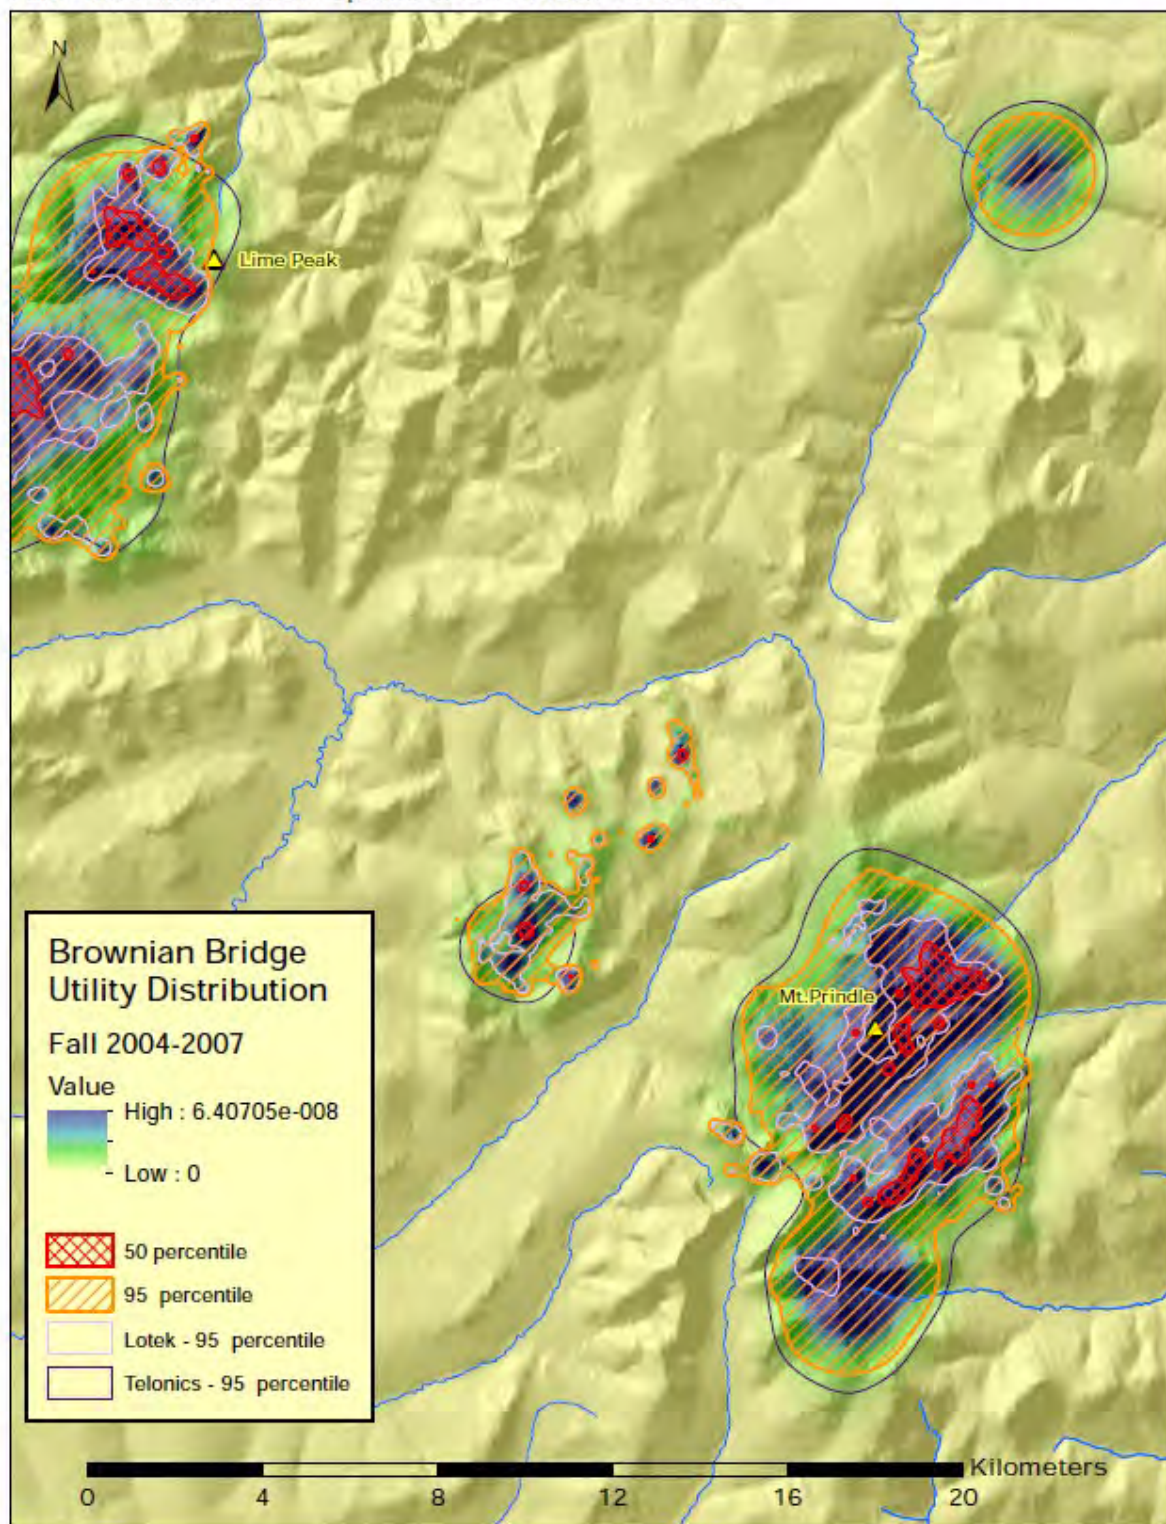 N
Lime Peak
Mt.Prindle
Brownian Bridge
Utility Distribution
Fall 2004-2007
Value
High : 6.40705e-008
Low : 0
50 percentile
95 percentile
Lotek - 95 percentile
Telonics - 95 percentile
Kilometers
0 4 8 12 16 20